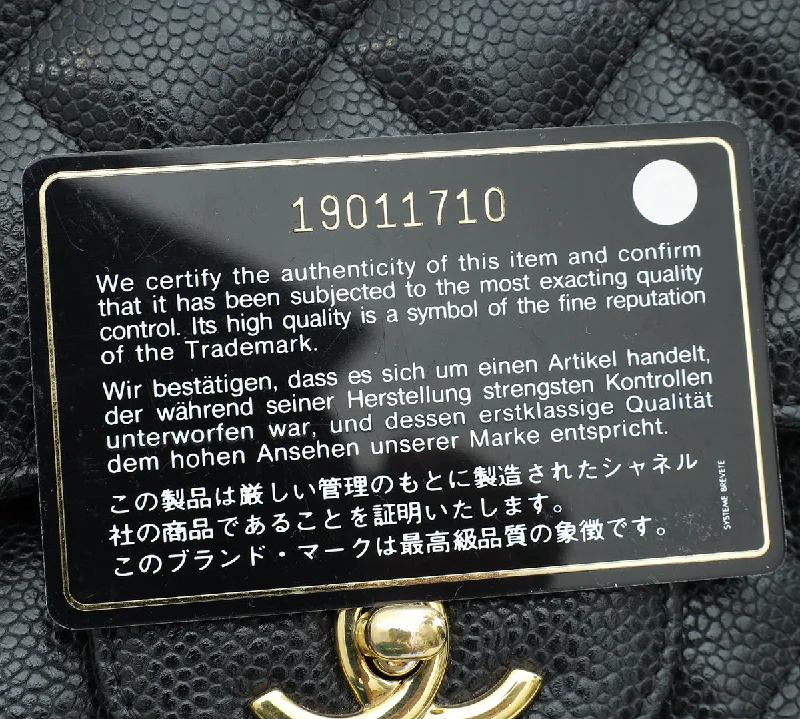 19011710
We certify the authenticity of this item and confirm
that it has been subjected to the most exacting quality
control. Its high quality is a symbol of the fine reputation
of the Trademark.
Wir bestätigen, dass es sich um einen Artikel handelt,
der während seiner Herstellung strengsten Kontrollen
unterworfen war, und dessen erstklassige Qualität
dem hohen Ansehen unserer Marke entspricht.
この製品は厳しい管理のもとに製造されたシャネル
社の商品であることを証明いたします。
このブランド・マークは最高級品質の象徴です。
SYSTEME BREVETE